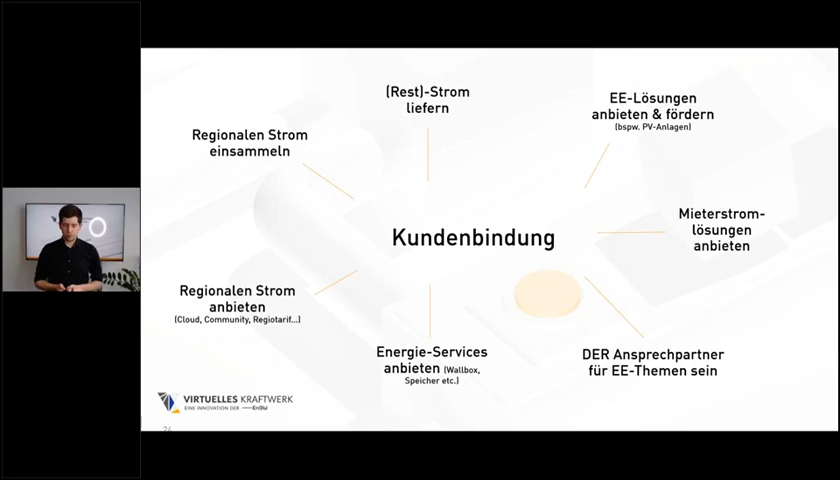 (Rest)-Strom
liefern
EE-Lösungen
anbieten & fördern
(bspw. PV-Anlagen)
Regionalen Strom
einsammeln
Mieterstrom-
lösungen
anbieten
Kundenbindung
Regionalen Strom
anbieten
(Cloud, Community, Regiotarif...)
Energie-Services
anbieten (Wallbox,
Speicher etc.)
DER Ansprechpartner
für EE-Themen sein
VIRTUELLES KRAFTWERK
EINE INNOVATION DER EnBW